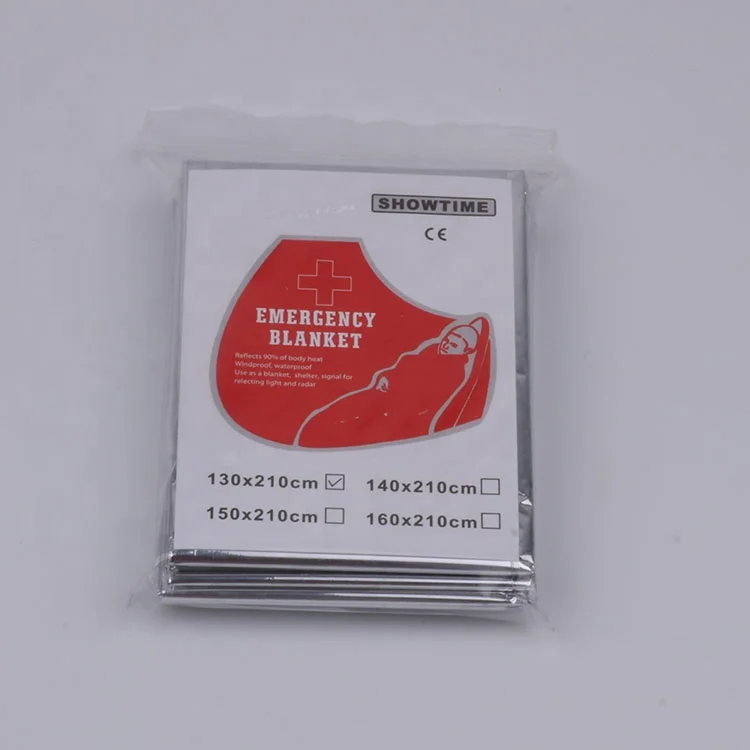 SHOWTIME
CE
EMERGENCY
BLANKET
Reflects 90% of body heat
Windproof, waterproof
Use as a blanket, shelter, signal for
relecting light and radar
130x210cm ☑ 140x210cm ☐
150x210cm ☐ 160x210cm ☐